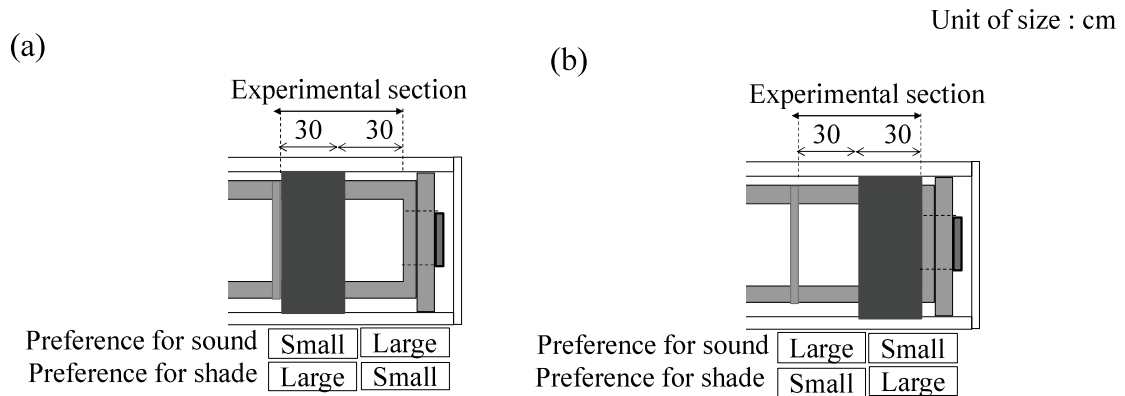 Unit of size : cm
(a)
Experimental section
30 30
Preference for sound Small Large
Preference for shade Large Small
(b)
Experimental section
30 30
Preference for sound Large Small
Preference for shade Small Large